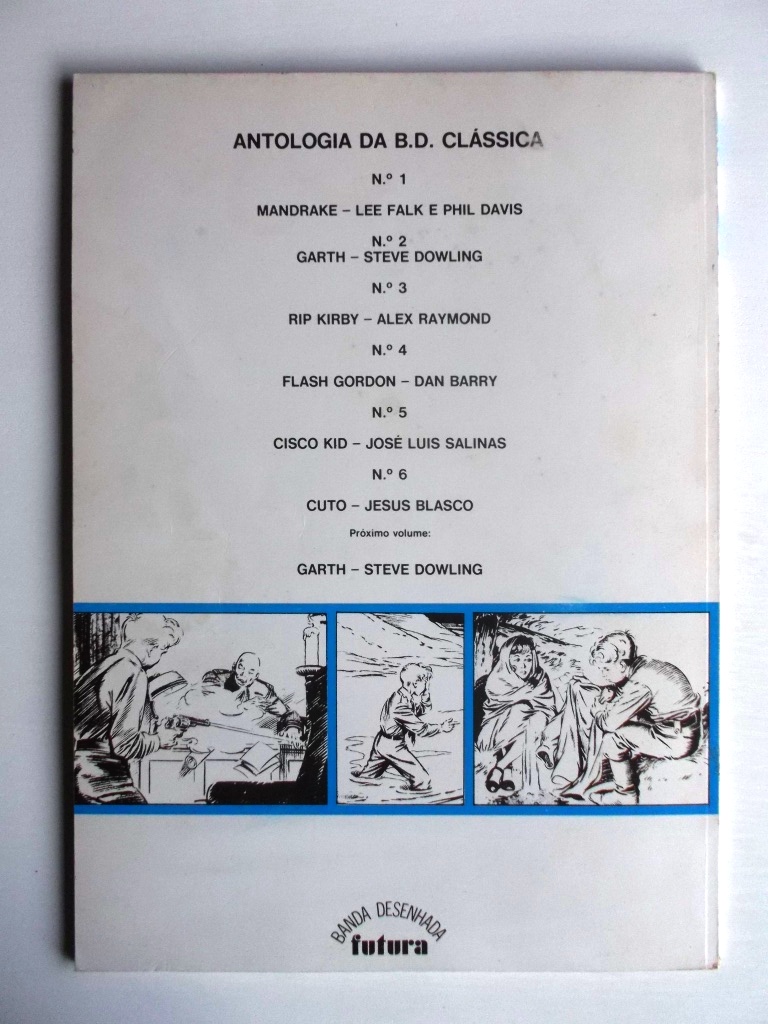 ANTOLOGIA DA B.D. CLÁSSICA
N.º 1
MANDRAKE – LEE FALK E PHIL DAVIS
N.º 2
GARTH – STEVE DOWLING
N.º 3
RIP KIRBY – ALEX RAYMOND
N.º 4
FLASH GORDON – DAN BARRY
N.º 5
CISCO KID – JOSÉ LUIS SALINAS
N.º 6
CUTO – JESUS BLASCO
Próximo volume:
GARTH – STEVE DOWLING
BANDA DESENHADA
futura